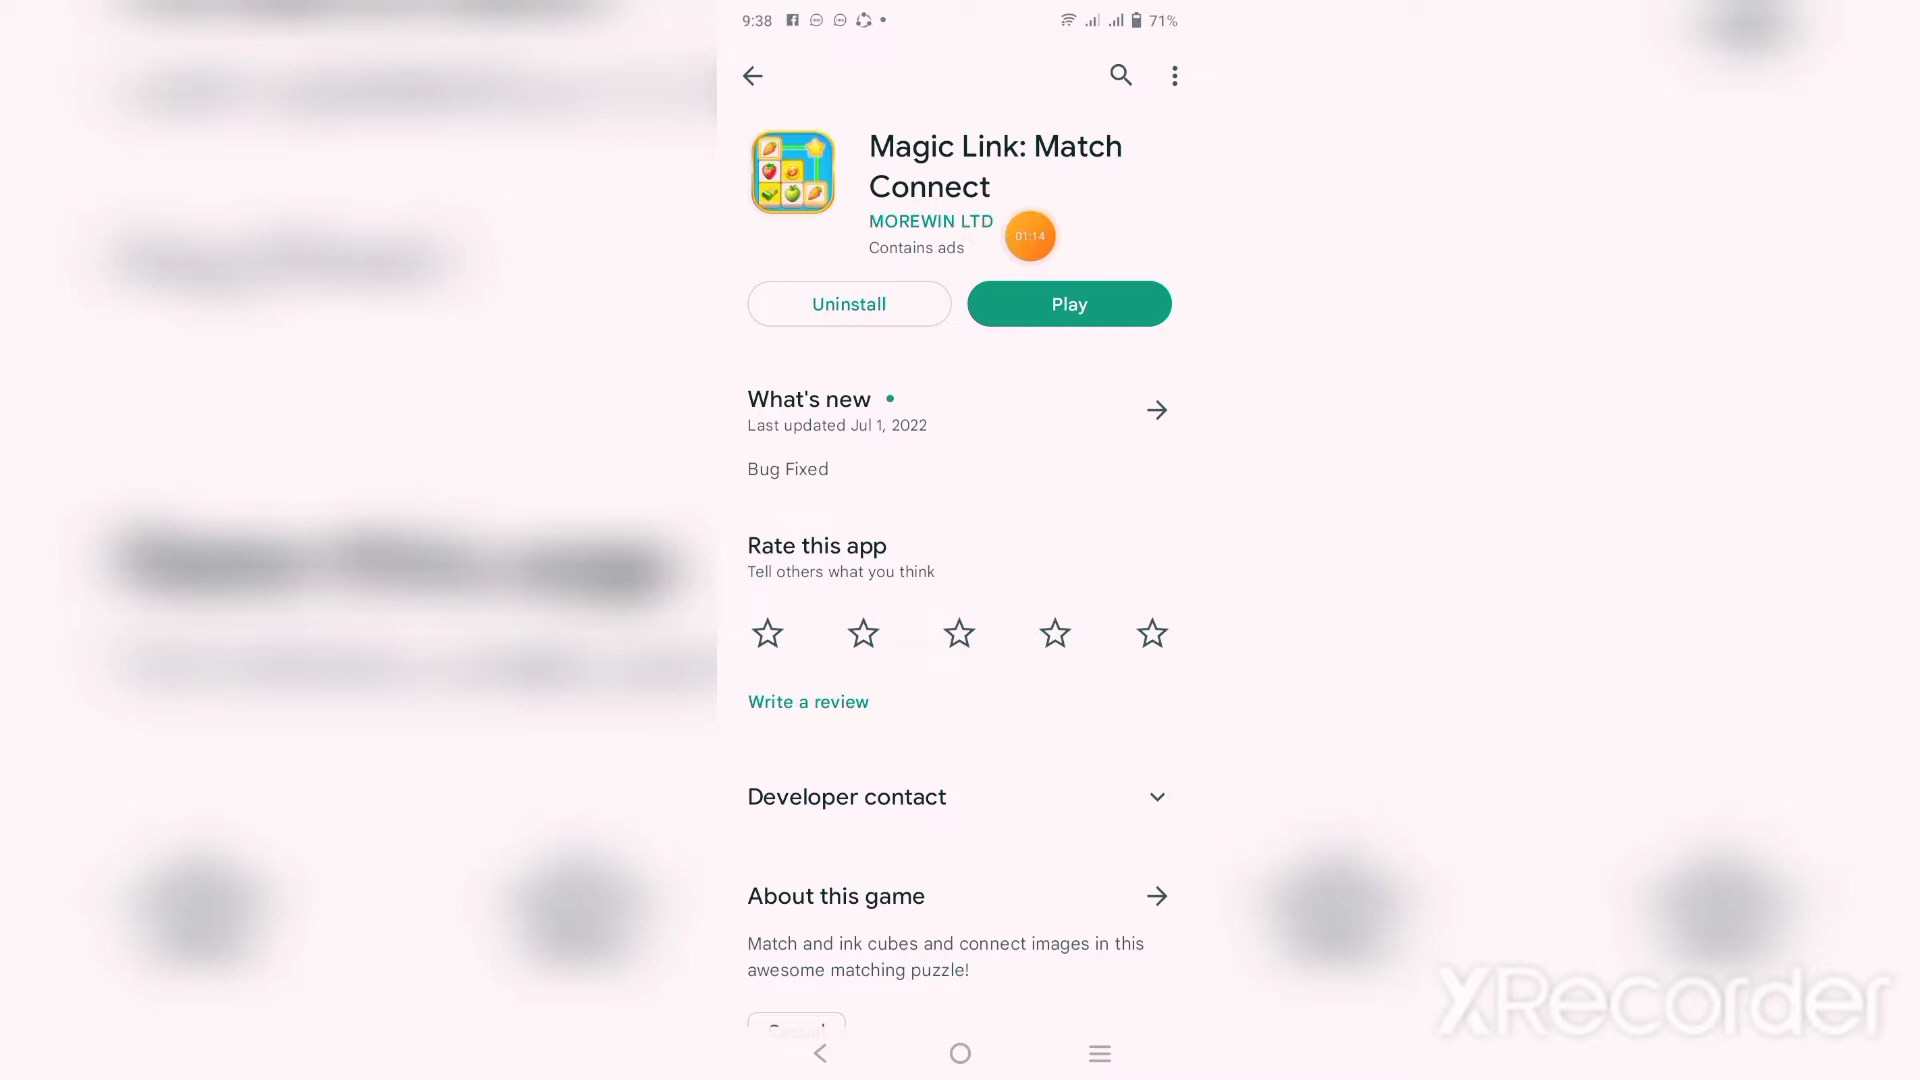 9:38
71%
Magic Link: Match
Connect
MOREWIN LTD
01:14
Contains ads
Uninstall
Play
What's new
Last updated Jul 1, 2022
Bug Fixed
Rate this app
Tell others what you think
Write a review
Developer contact
About this game
Match and ink cubes and connect images in this
awesome matching puzzle!
XRecorder